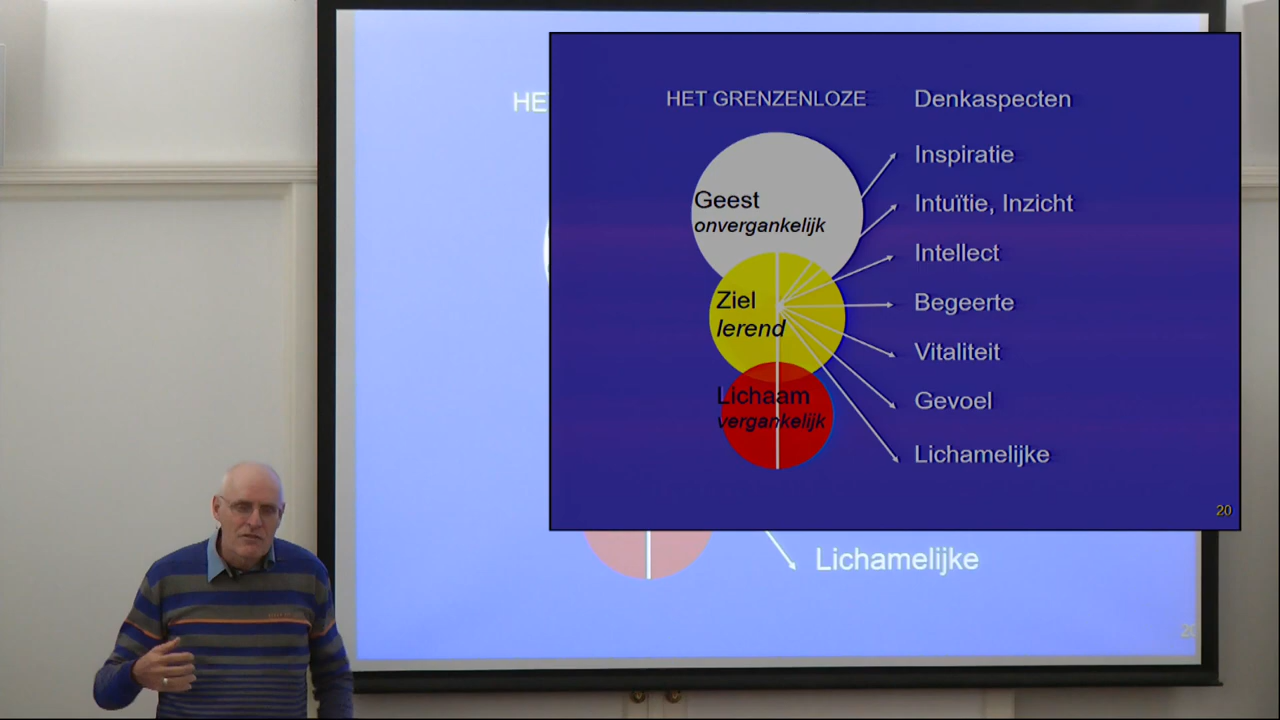 HE
HET GRENZENLOZE
Denkaspecten
Geest
onvergankelijk
Ziel
lerend
Lichaam
vergankelijk
Inspiratie
Intuïtie, Inzicht
Intellect
Begeerte
Vitaliteit
Gevoel
Lichamelijke
20
Lichamelijke
20